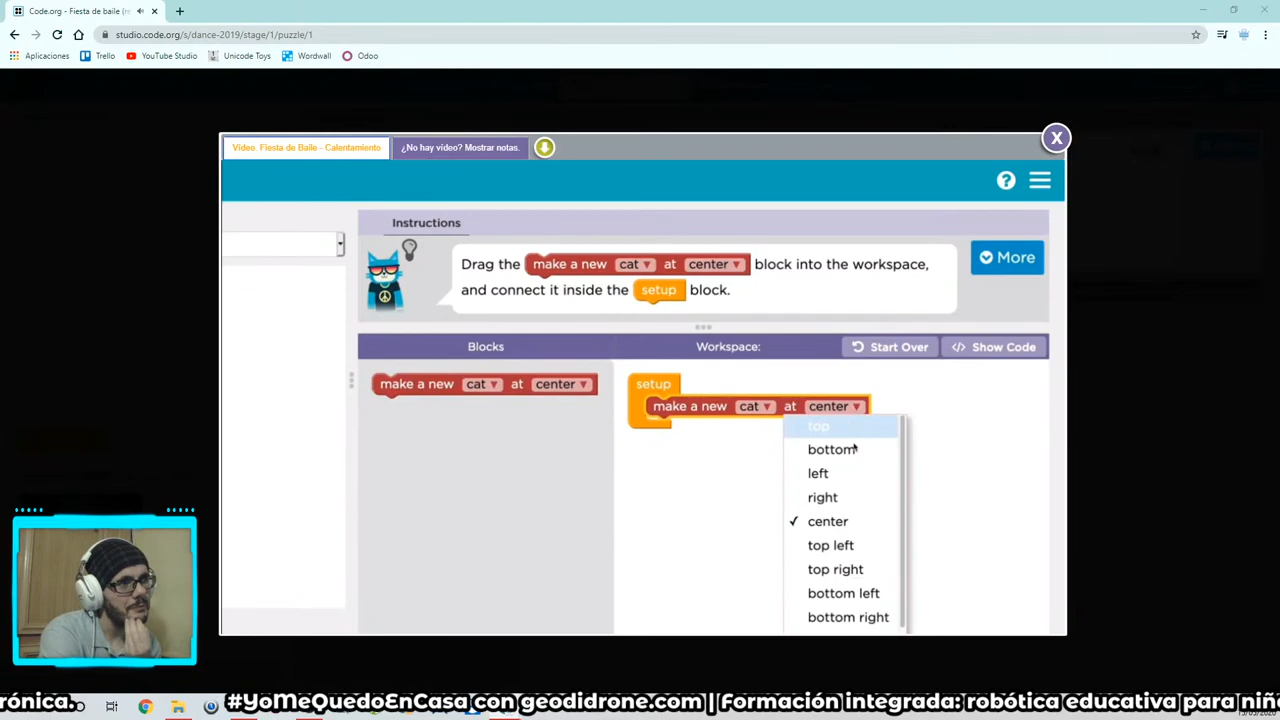 Code.org - Fiesta de baile (re
studio.code.org/s/dance-2019/stage/1/puzzle/1
Aplicaciones Trello YouTube Studio Unicode Toys Wordwall Odoo
Vídeo. Fiesta de Baile - Calentamiento ¿No hay vídeo? Mostrar notas. X
?
Instructions
Drag the make a new cat at center block into the workspace,
and connect it inside the setup block.
More
Blocks Workspace: Start Over Show Code
make a new cat at center
setup
make a new cat at center
top
bottom
left
right
✓ center
top left
top right
bottom left
bottom right
rónica. #YoMeQuedoEnCasa con geodidrone.com | Formación integrada: robótica educativa para niñ